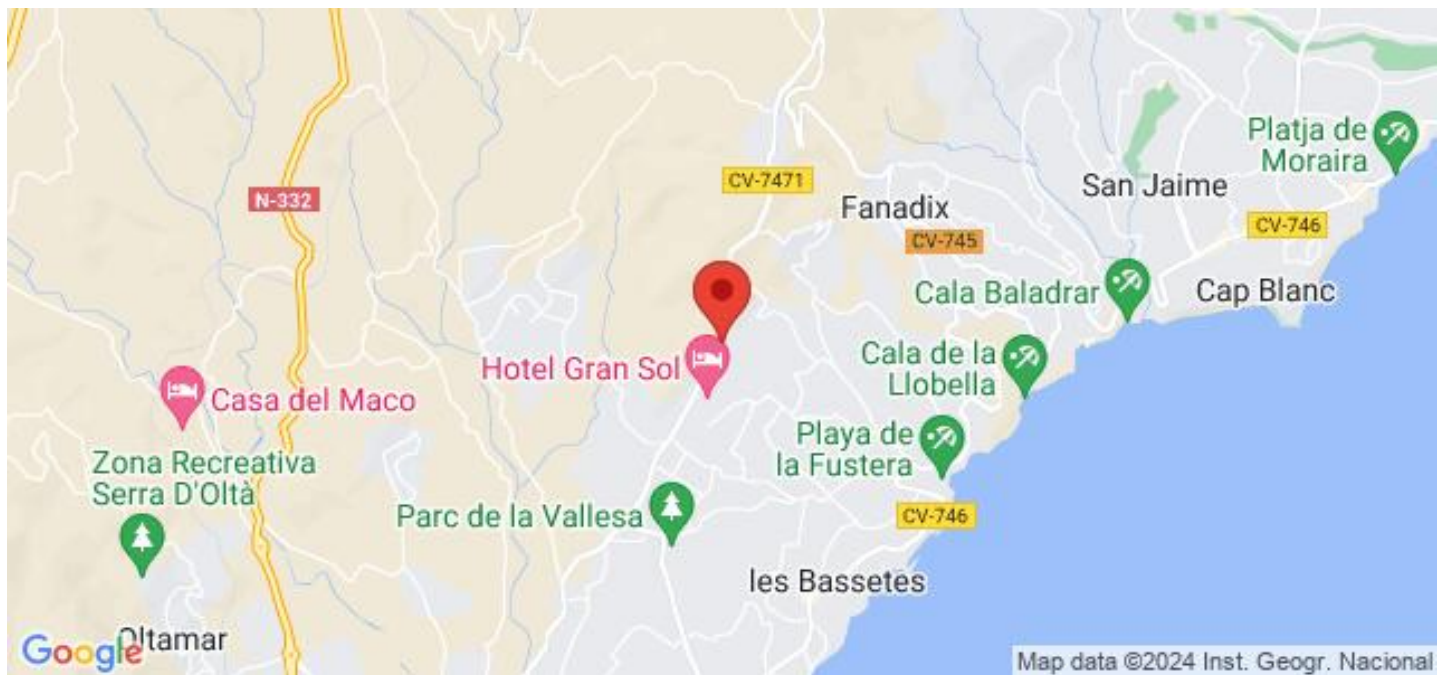 Platja de
Moraira
CV-7471
San Jaime
N-332
Fanadix
CV-746
CV-745
Cala Baladrar
Cap Blanc
Hotel Gran Sol
Cala de la
Llobella
Casa del Maco
Playa de
la Fustera
Zona Recreativa
Serra D'Oltà
Parc de la Vallesa
CV-746
les Bassetes
Oltamar
Google
Map data ©2024 Inst. Geogr. Nacional